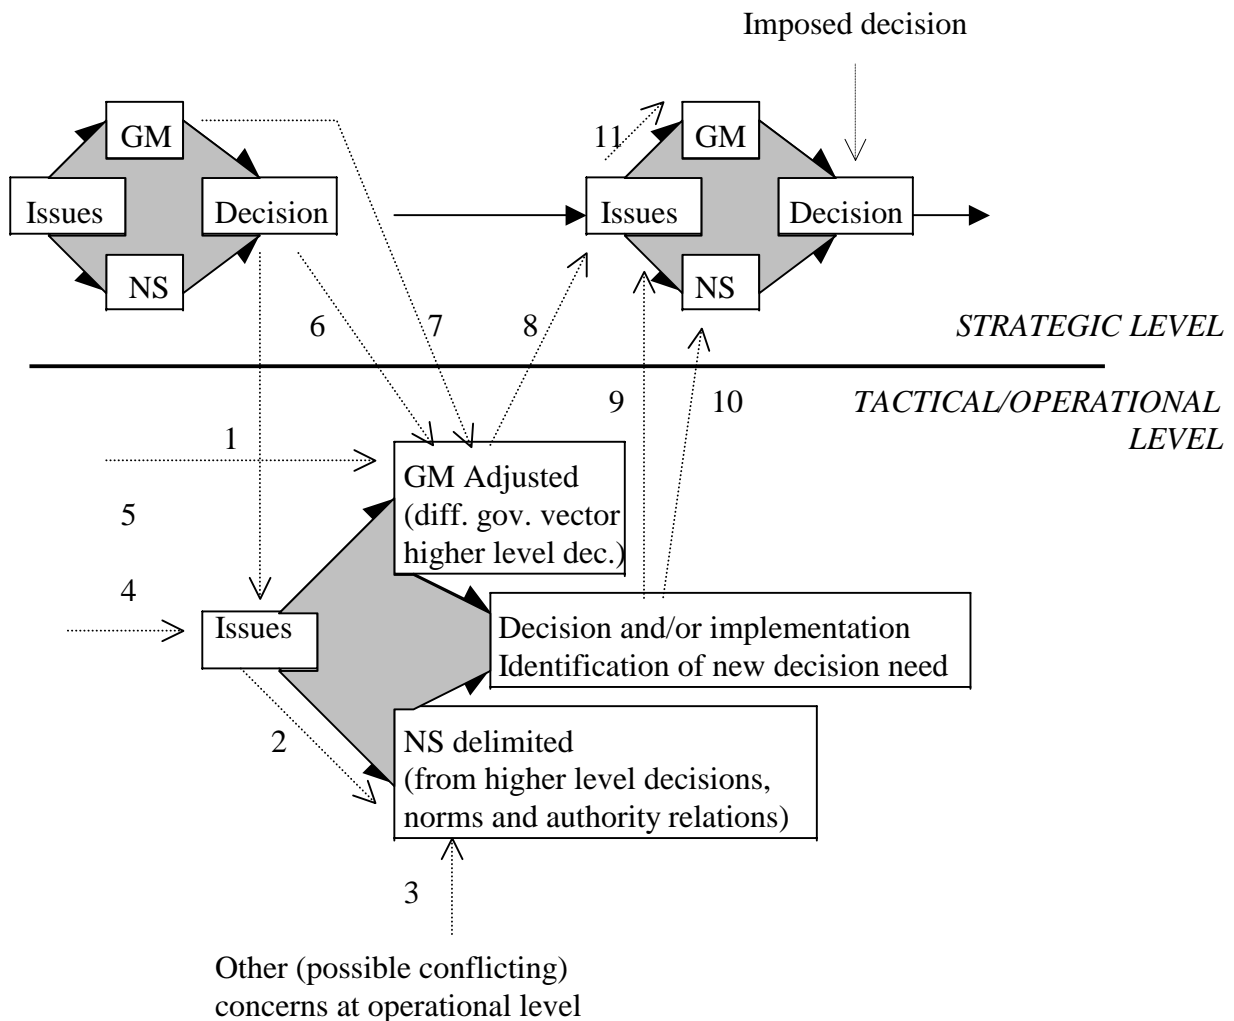 Imposed decision
GM
11
GM
Issues
Decision
Issues
Decision
NS
NS
6
7
8
STRATEGIC LEVEL
9
10
TACTICAL/OPERATIONAL
LEVEL
1
GM Adjusted
(diff. gov. vector
higher level dec.)
5
4
Issues
Decision and/or implementation
Identification of new decision need
2
NS delimited
(from higher level decisions,
norms and authority relations)
3
Other (possible conflicting)
concerns at operational level